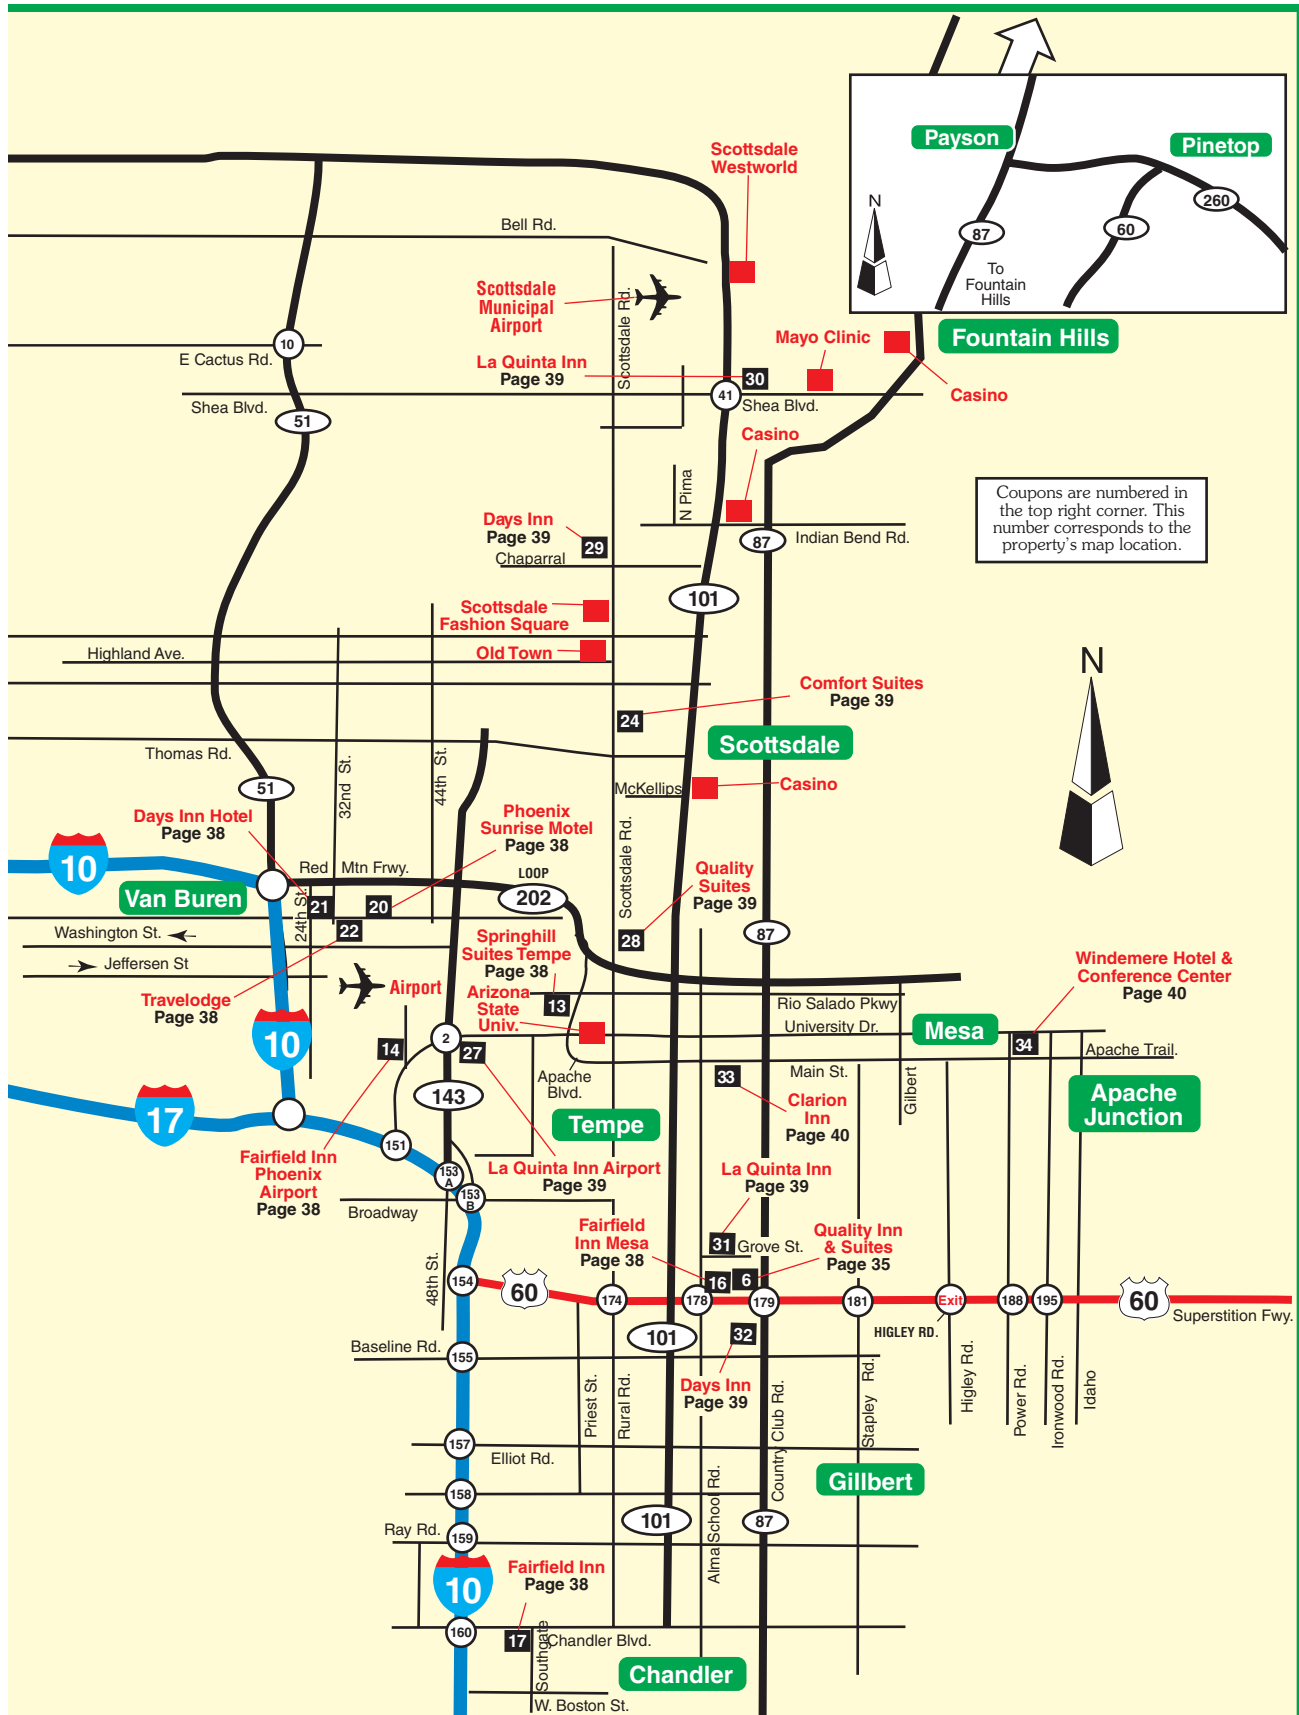 Payson
Pinetop
N
260
87
60
To
Fountain
Hills
Scottsdale
Westworld
Bell Rd.
Scottsdale
Municipal
Airport
Scottsdale Rd.
Fountain Hills
Mayo Clinic
10
E Cactus Rd.
La Quinta Inn
Page 39
30
Casino
41
Shea Blvd.
Shea Blvd.
51
Casino
N Pima
Coupons are numbered in
the top right corner. This
number corresponds to the
property's map location.
Days Inn
Page 39
29
Chaparral
87
Indian Bend Rd.
101
Scottsdale
Fashion Square
Highland Ave.
Old Town
N
Comfort Suites
Page 39
24
Scottsdale
Thomas Rd.
32nd St.
44th St.
51
McKellips
Casino
Days Inn Hotel
Page 38
Phoenix
Sunrise Motel
Page 38
Scottsdale Rd.
10
Red Mtn Frwy.
LOOP
202
Quality
Suites
Page 39
Van Buren
24th St.
21
20
22
28
87
Washington St.
Jeffersen St
Springhill
Suites Tempe
Page 38
Windemere Hotel &
Conference Center
Page 40
Airport
Travelodge
Page 38
Arizona
State
Univ.
13
Rio Salado Pkwy
University Dr.
Mesa
10
2
14
27
34
Apache Trail.
Main St.
Apache
Blvd.
33
Gilbert
143
17
Clarion
Inn
Page 40
Apache
Junction
Tempe
151
Fairfield Inn
Phoenix
Airport
Page 38
153
A
153
B
La Quinta Inn Airport
Page 39
La Quinta Inn
Page 39
Broadway
Fairfield
Inn Mesa
Page 38
31
Grove St.
Quality Inn
& Suites
Page 35
48th St.
16
6
154
60
174
178
179
181
Exit
188
195
60
Superstition Fwy.
HIGLEY RD.
101
32
Baseline Rd.
155
Days Inn
Page 39
Priest St.
Rural Rd.
Country Club Rd.
Stapley Rd.
Higley Rd.
Power Rd.
Ironwood Rd.
Idaho
157
Elliot Rd.
Gillbert
158
Alma School Rd.
101
87
Ray Rd.
159
10
Fairfield Inn
Page 38
160
17
Southgate
Chandler Blvd.
Chandler
W. Boston St.